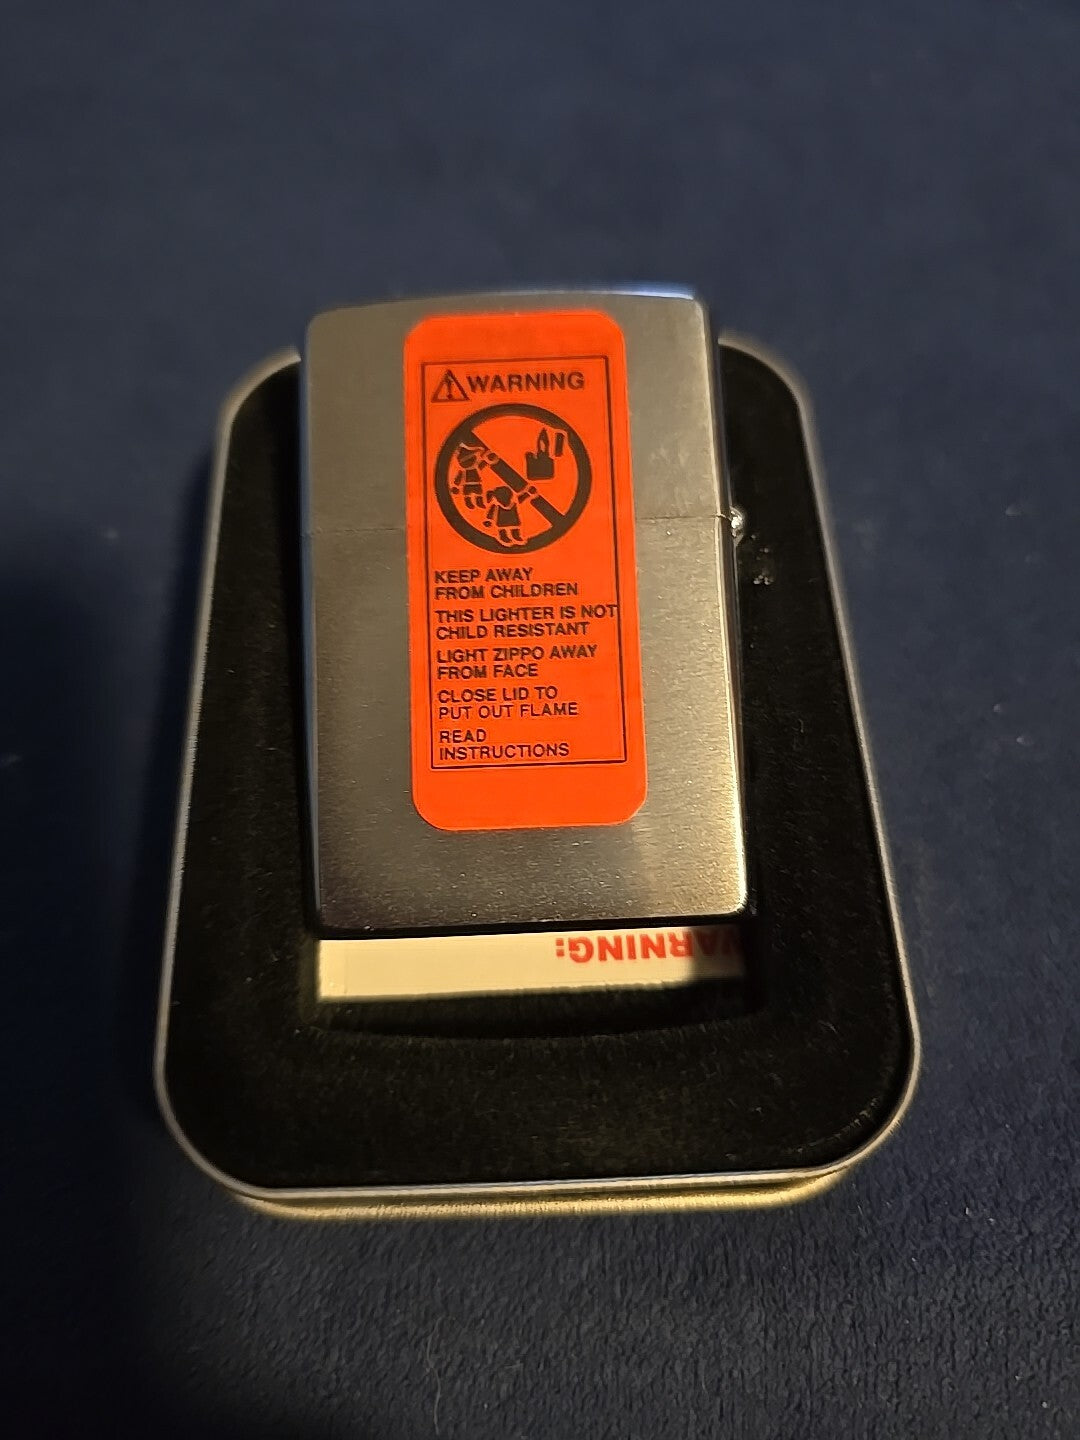 WARNING
KEEP AWAY
FROM CHILDREN
THIS LIGHTER IS NOT
CHILD RESISTANT
LIGHT ZIPPO AWAY
FROM FACE
CLOSE LID TO
PUT OUT FLAME
READ
INSTRUCTIONS
WARNING: